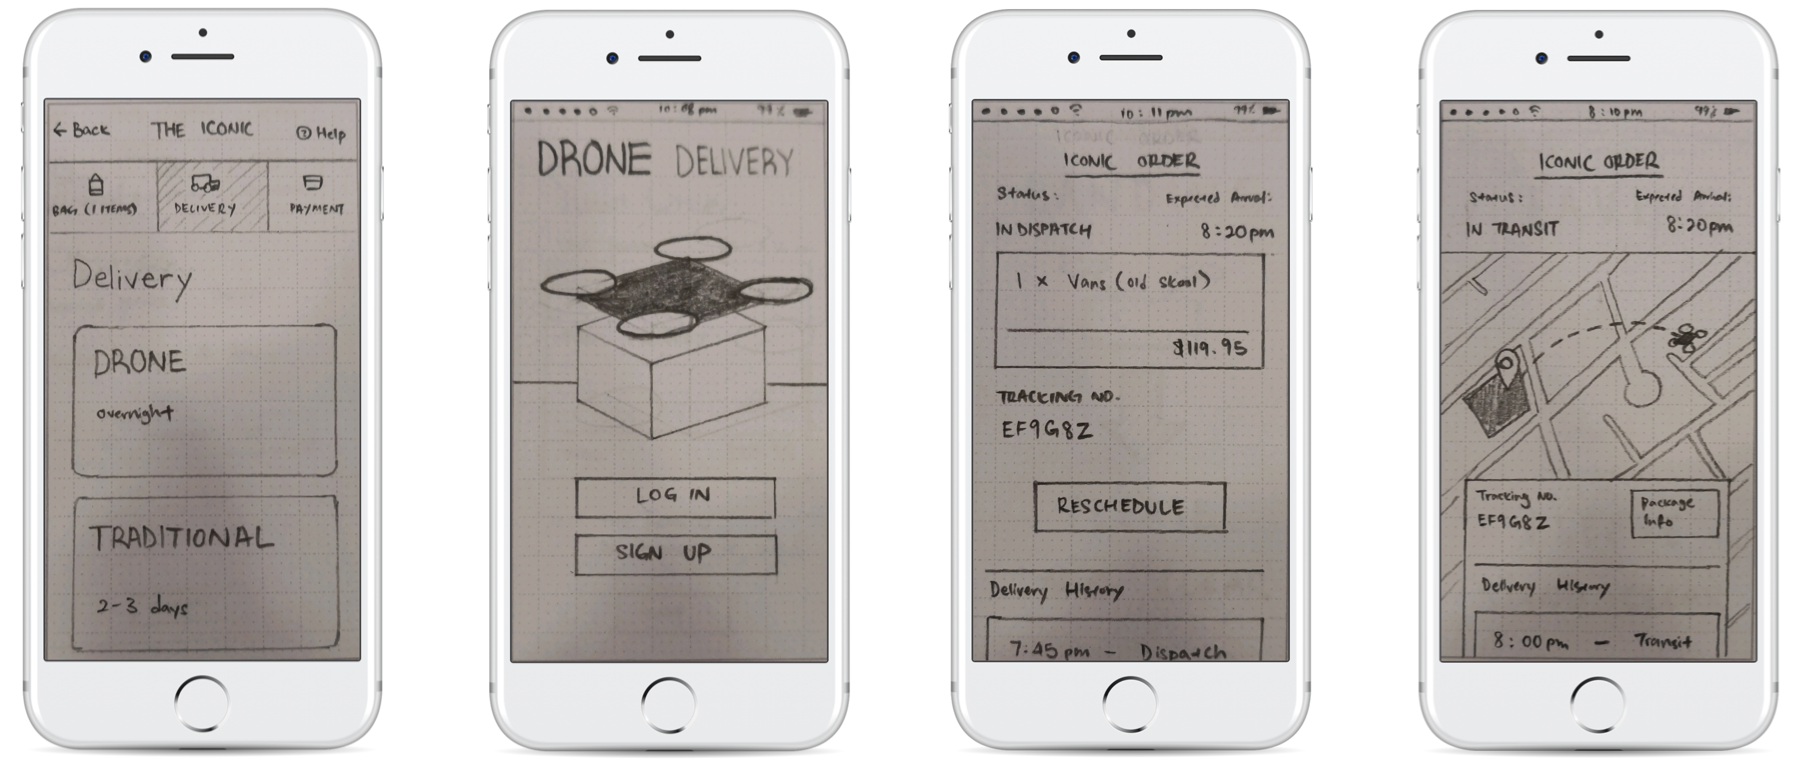 ← Back THE ICONIC ? Help
BAG (1 ITEMS) DELIVERY PAYMENT
Delivery
DRONE
overnight
TRADITIONAL
2-3 days
10:08 pm 99%
DRONE DELIVERY
LOG IN
SIGN UP
10:11 pm 99%
ICONIC ORDER
ICONIC ORDER
Status: Expected Arrival:
IN DISPATCH 8:20pm
1 x Vans (old skool)
$119.95
TRACKING NO.
EF9G8Z
RESCHEDULE
Delivery History
7:45 pm - Dispatch
8:10 pm 99%
ICONIC ORDER
Status: Expected Arrival:
IN TRANSIT 8:20pm
Tracking No. Package
EF9G8Z Info
Delivery History
8:00pm - Transit